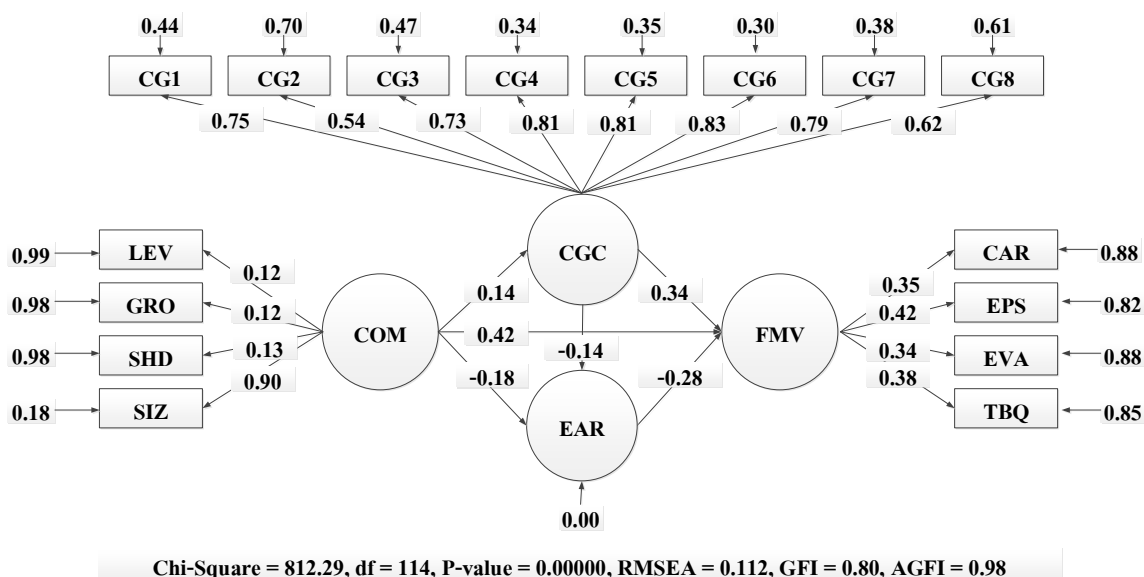 0.44 0.70 0.47 0.34 0.35 0.30 0.38 0.61
CG1 CG2 CG3 CG4 CG5 CG6 CG7 CG8
0.75 0.54 0.73 0.81 0.81 0.83 0.79 0.62
0.99 LEV 0.12 CGC CAR 0.88
0.35
0.98 GRO 0.12 0.14 0.34 0.42 EPS 0.82
COM 0.42 FMV
0.98 SHD 0.13 -0.14 0.34 EVA 0.88
0.90 -0.18 -0.28 0.38
0.18 SIZ EAR TBQ 0.85
0.00
Chi-Square = 812.29, df = 114, P-value = 0.00000, RMSEA = 0.112, GFI = 0.80, AGFI = 0.98